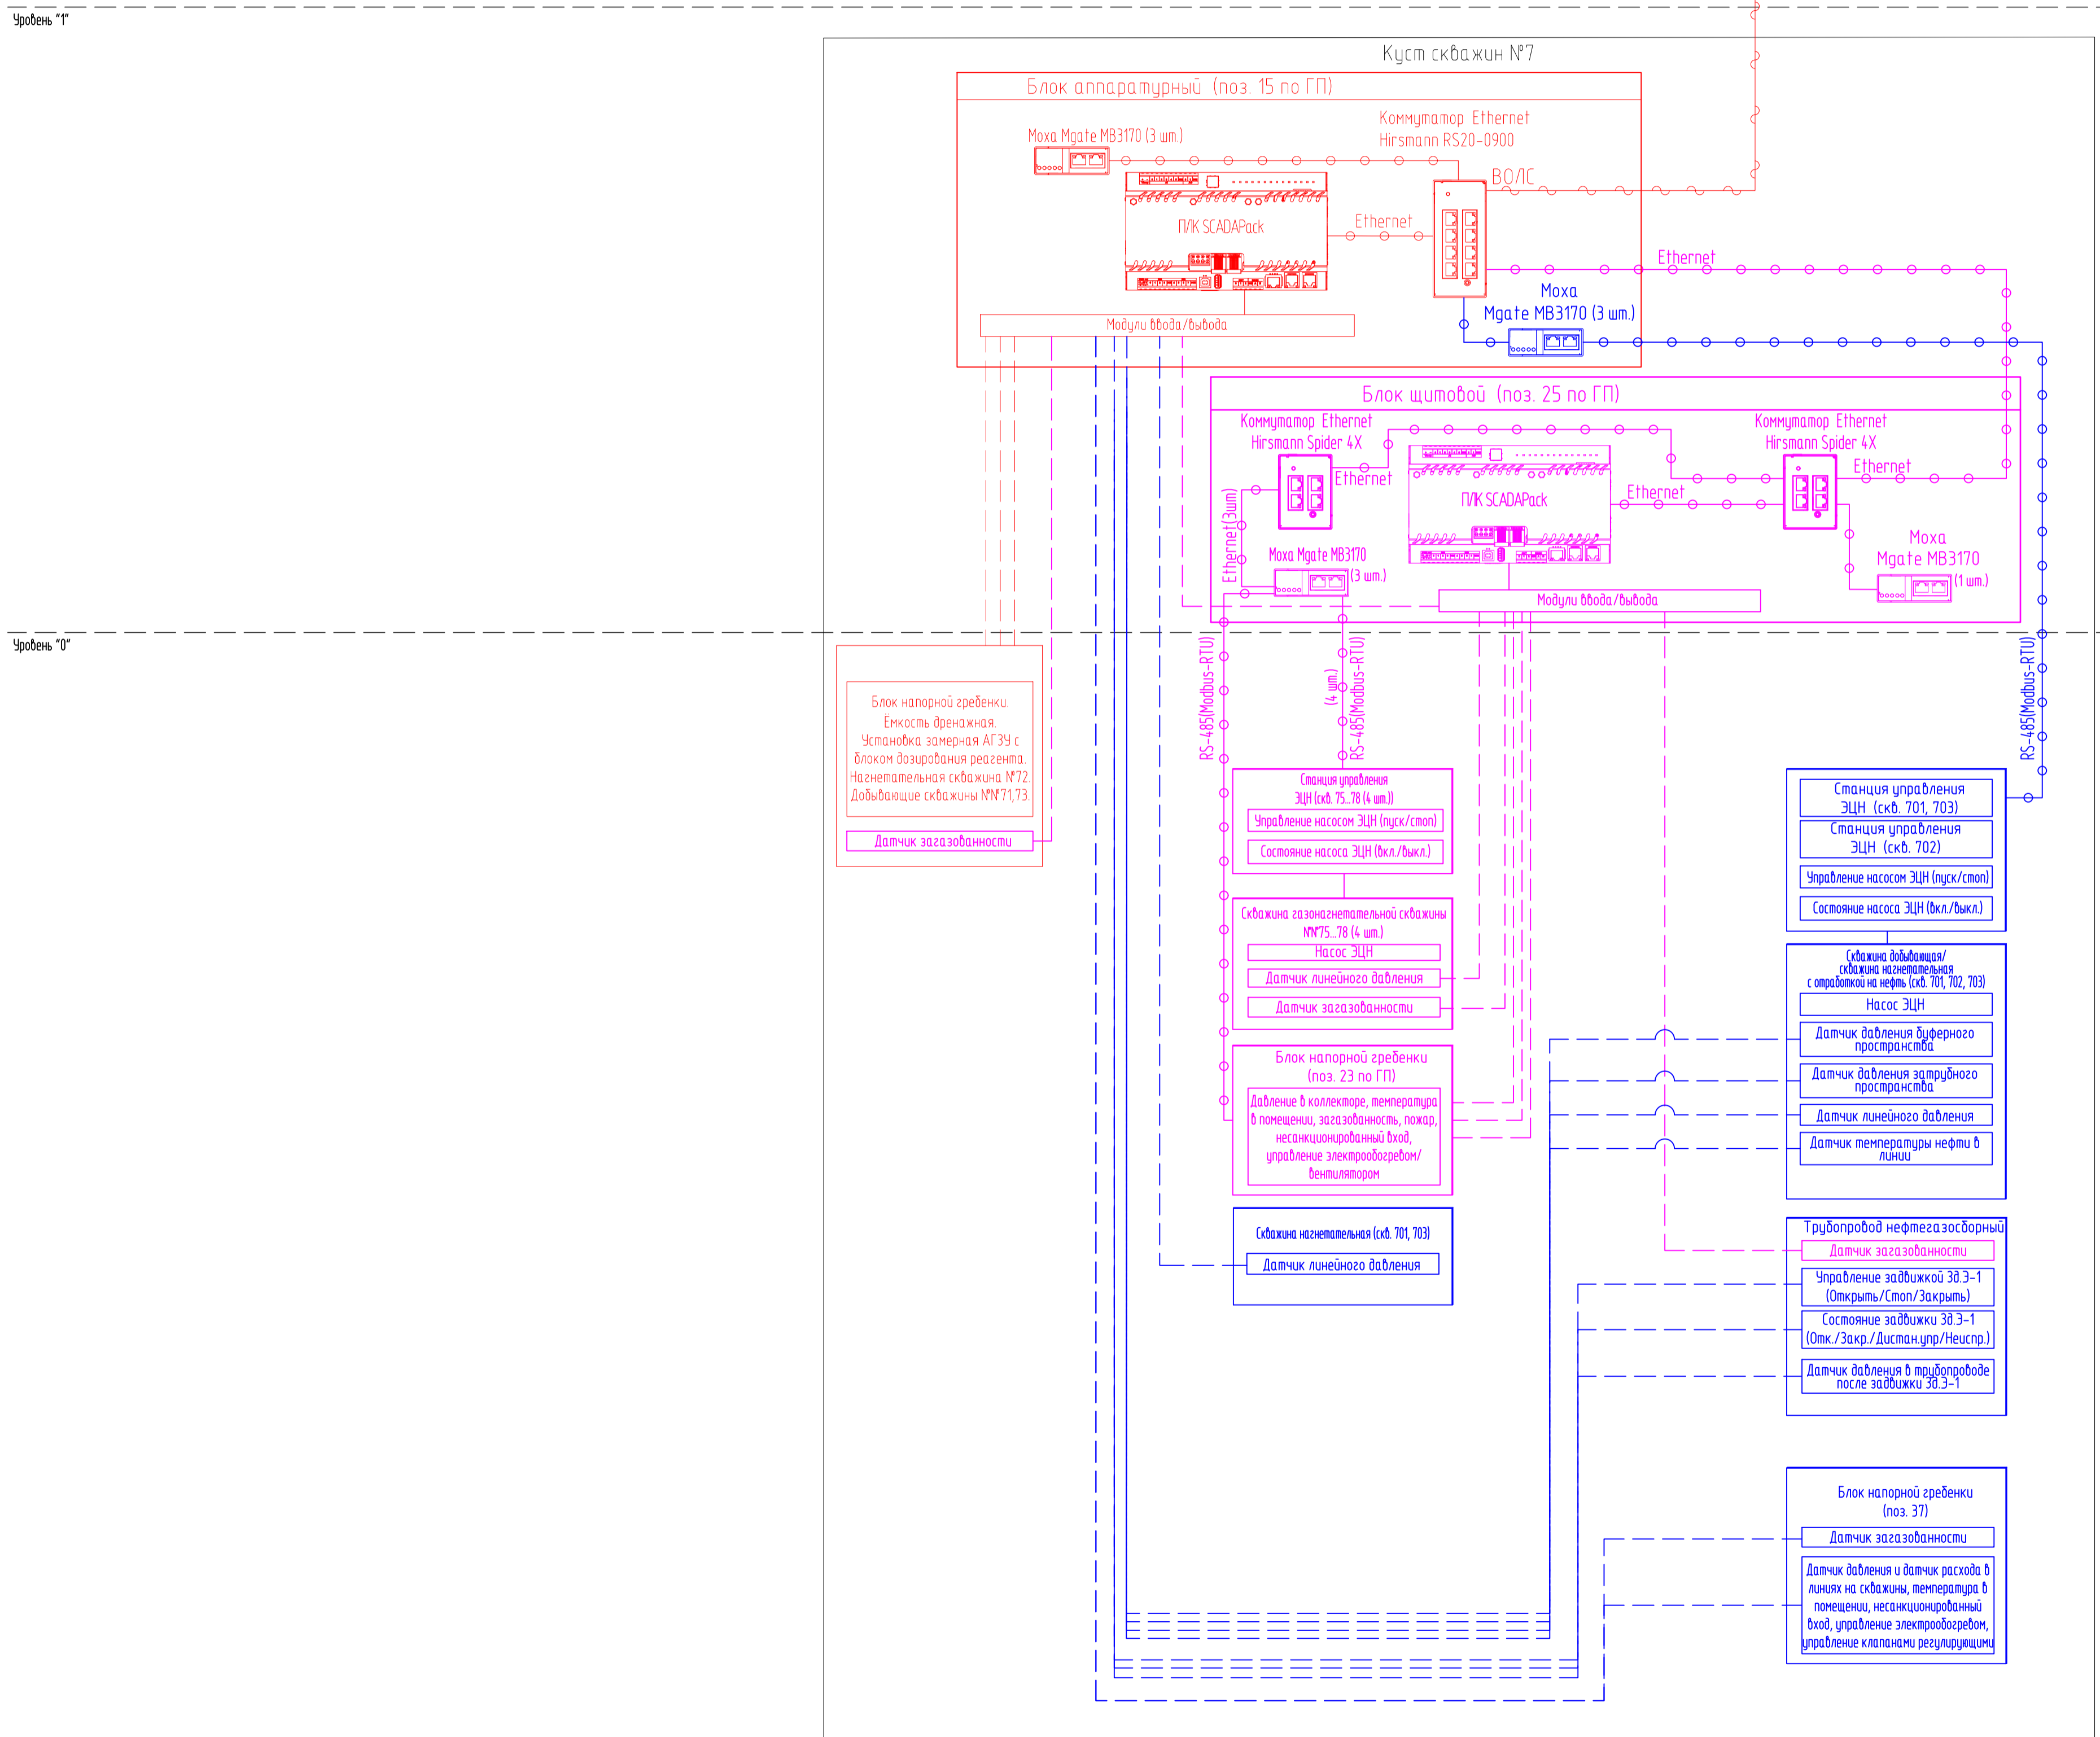 Уровень "1"
Куст скважин №7
Блок аппаратурный (поз. 15 по ГП)
Коммутатор Ethernet
Hirsmann RS20-0900
Moxa Mgate MB3170 (3 шт.)
ВОЛС
ПЛК SCADAPack
Ethernet
Ethernet
Moxa
Mgate MB3170 (3 шт.)
Модули ввода/вывода
Блок щитовой (поз. 25 по ГП)
Коммутатор Ethernet
Hirsmann Spider 4X
Коммутатор Ethernet
Hirsmann Spider 4X
Ethernet
Ethernet
Ethernet
Ethernet(3шт)
ПЛК SCADAPack
Moxa Mgate MB3170
(3 шт.)
Moxa
Mgate MB3170
(1 шт.)
Модули ввода/вывода
Уровень "0"
RS-485(Modbus-RTU)
(4 шт.)
RS-485(Modbus-RTU)
RS-485(Modbus-RTU)
Блок напорной гребенки.
Ёмкость дренажная.
Установка замерная АГЗУ с
блоком дозирования реагента.
Нагнетательная скважина №72.
Добывающие скважины №№71,73.
Датчик загазованности
Станция управления
ЭЦН (скв. 75...78 (4 шт.))
Управление насосом ЭЦН (пуск/стоп)
Состояние насоса ЭЦН (вкл./выкл.)
Скважина газонагнетательной скважины
№№75...78 (4 шт.)
Насос ЭЦН
Датчик линейного давления
Датчик загазованности
Блок напорной гребенки
(поз. 23 по ГП)
Давление в коллекторе, температура
в помещении, загазованность, пожар,
несанкционированный вход,
управление электрообогревом/
вентилятором
Скважина нагнетательная (скв. 701, 703)
Датчик линейного давления
Станция управления
ЭЦН (скв. 701, 703)
Станция управления
ЭЦН (скв. 702)
Управление насосом ЭЦН (пуск/стоп)
Состояние насоса ЭЦН (вкл./выкл.)
Скважина добывающая/
скважина нагнетательная
с отработкой на нефть (скв. 701, 702, 703)
Насос ЭЦН
Датчик давления буферного
пространства
Датчик давления затрубного
пространства
Датчик линейного давления
Датчик температуры нефти в
линии
Трубопровод нефтегазосборный
Датчик загазованности
Управление задвижкой Зд.Э-1
(Открыть/Стоп/Закрыть)
Состояние задвижки Зд.Э-1
(Отк./Закр./Дистан.упр/Неиспр.)
Датчик давления в трубопроводе
после задвижки Зд.Э-1
Блок напорной гребенки
(поз. 37)
Датчик загазованности
Датчик давления и датчик расхода в
линиях на скважины, температура в
помещении, несанкционированный
вход, управление электрообогревом,
управление клапанами регулирующими